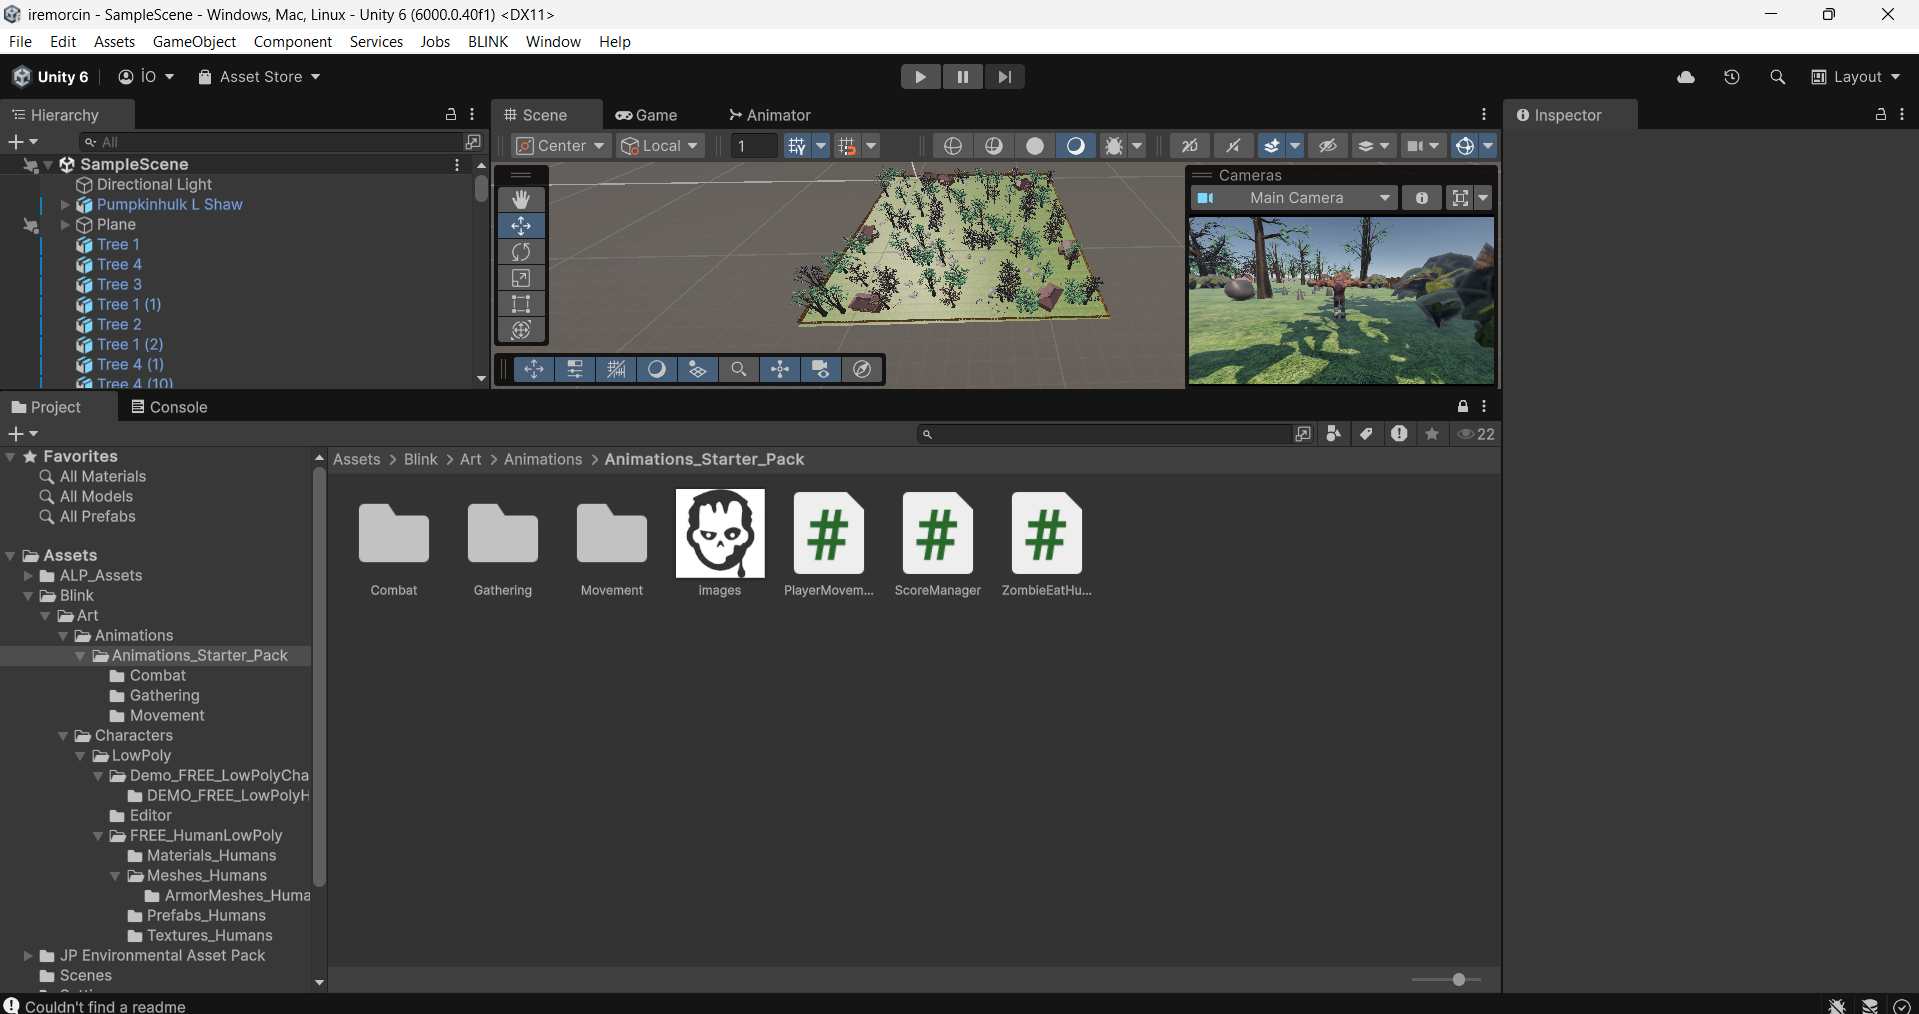 iremorcin - SampleScene - Windows, Mac, Linux - Unity 6 (6000.0.40f1) <DX11>
File Edit Assets GameObject Component Services Jobs BLINK Window Help
Unity 6 İO Asset Store Layout
Hierarchy
All
SampleScene
Directional Light
Pumpkinhulk L Shaw
Plane
Tree 1
Tree 4
Tree 3
Tree 1 (1)
Tree 2
Tree 1 (2)
Tree 4 (1)
Tree 4 (10)
Scene Game Animator
Center Local 1 2D
Cameras
Main Camera
Inspector
Project Console
22
Favorites
All Materials
All Models
All Prefabs
Assets
ALP_Assets
Blink
Art
Animations
Animations_Starter_Pack
Combat
Gathering
Movement
Characters
LowPoly
Demo_FREE_LowPolyCha
DEMO_FREE_LowPolyH
Editor
FREE_HumanLowPoly
Materials_Humans
Meshes_Humans
ArmorMeshes_Huma
Prefabs_Humans
Textures_Humans
JP Environmental Asset Pack
Scenes
Assets > Blink > Art > Animations > Animations_Starter_Pack
Combat Gathering Movement images PlayerMovem... ScoreManager ZombieEatHu...
Couldn't find a readme